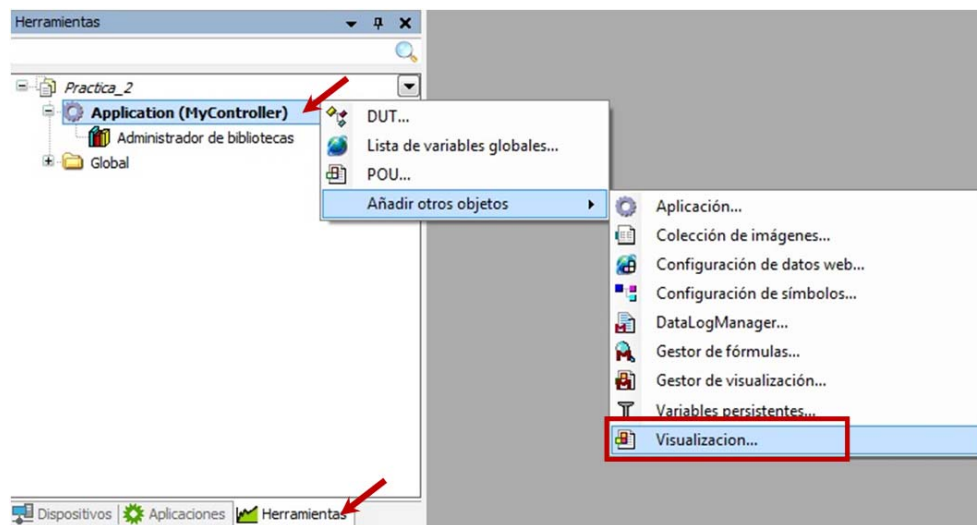 Herramientas
Practica_2
Application (MyController)
Administrador de bibliotecas
Global
DUT...
Lista de variables globales...
POU...
Añadir otros objetos
Aplicación...
Colección de imágenes...
Configuración de datos web...
Configuración de símbolos...
DataLogManager...
Gestor de fórmulas...
Gestor de visualización...
Variables persistentes...
Visualizacion...
Dispositivos Aplicaciones Herramientas